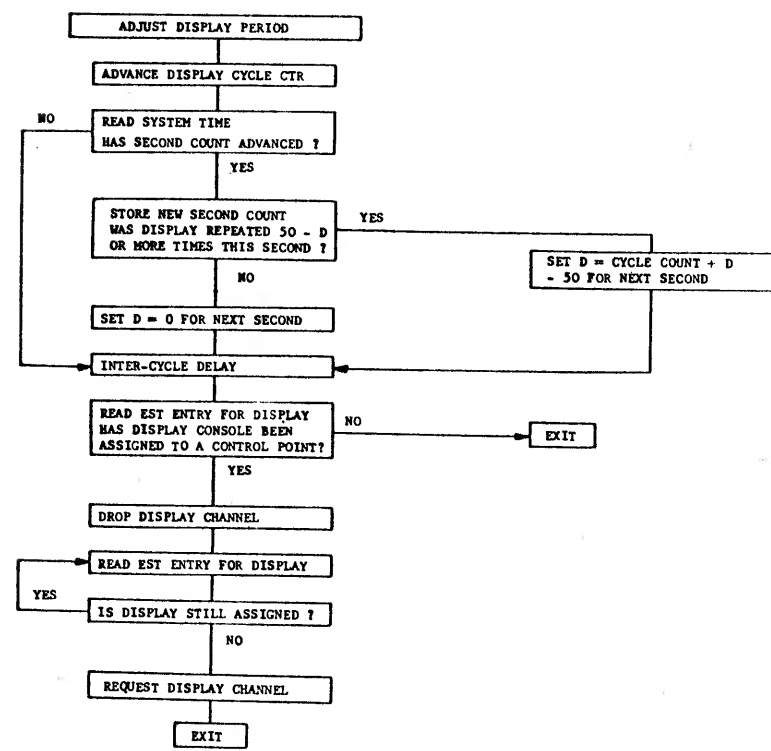 ADJUST DISPLAY PERIOD
ADVANCE DISPLAY CYCLE CTR
NO
READ SYSTEM TIME
HAS SECOND COUNT ADVANCED ?
YES
STORE NEW SECOND COUNT
WAS DISPLAY REPEATED 50 - D
OR MORE TIMES THIS SECOND ?
YES
SET D = CYCLE COUNT + D
- 50 FOR NEXT SECOND
NO
SET D = 0 FOR NEXT SECOND
INTER-CYCLE DELAY
READ EST ENTRY FOR DISPLAY
HAS DISPLAY CONSOLE BEEN
ASSIGNED TO A CONTROL POINT?
NO
EXIT
YES
DROP DISPLAY CHANNEL
READ EST ENTRY FOR DISPLAY
YES
IS DISPLAY STILL ASSIGNED ?
NO
REQUEST DISPLAY CHANNEL
EXIT